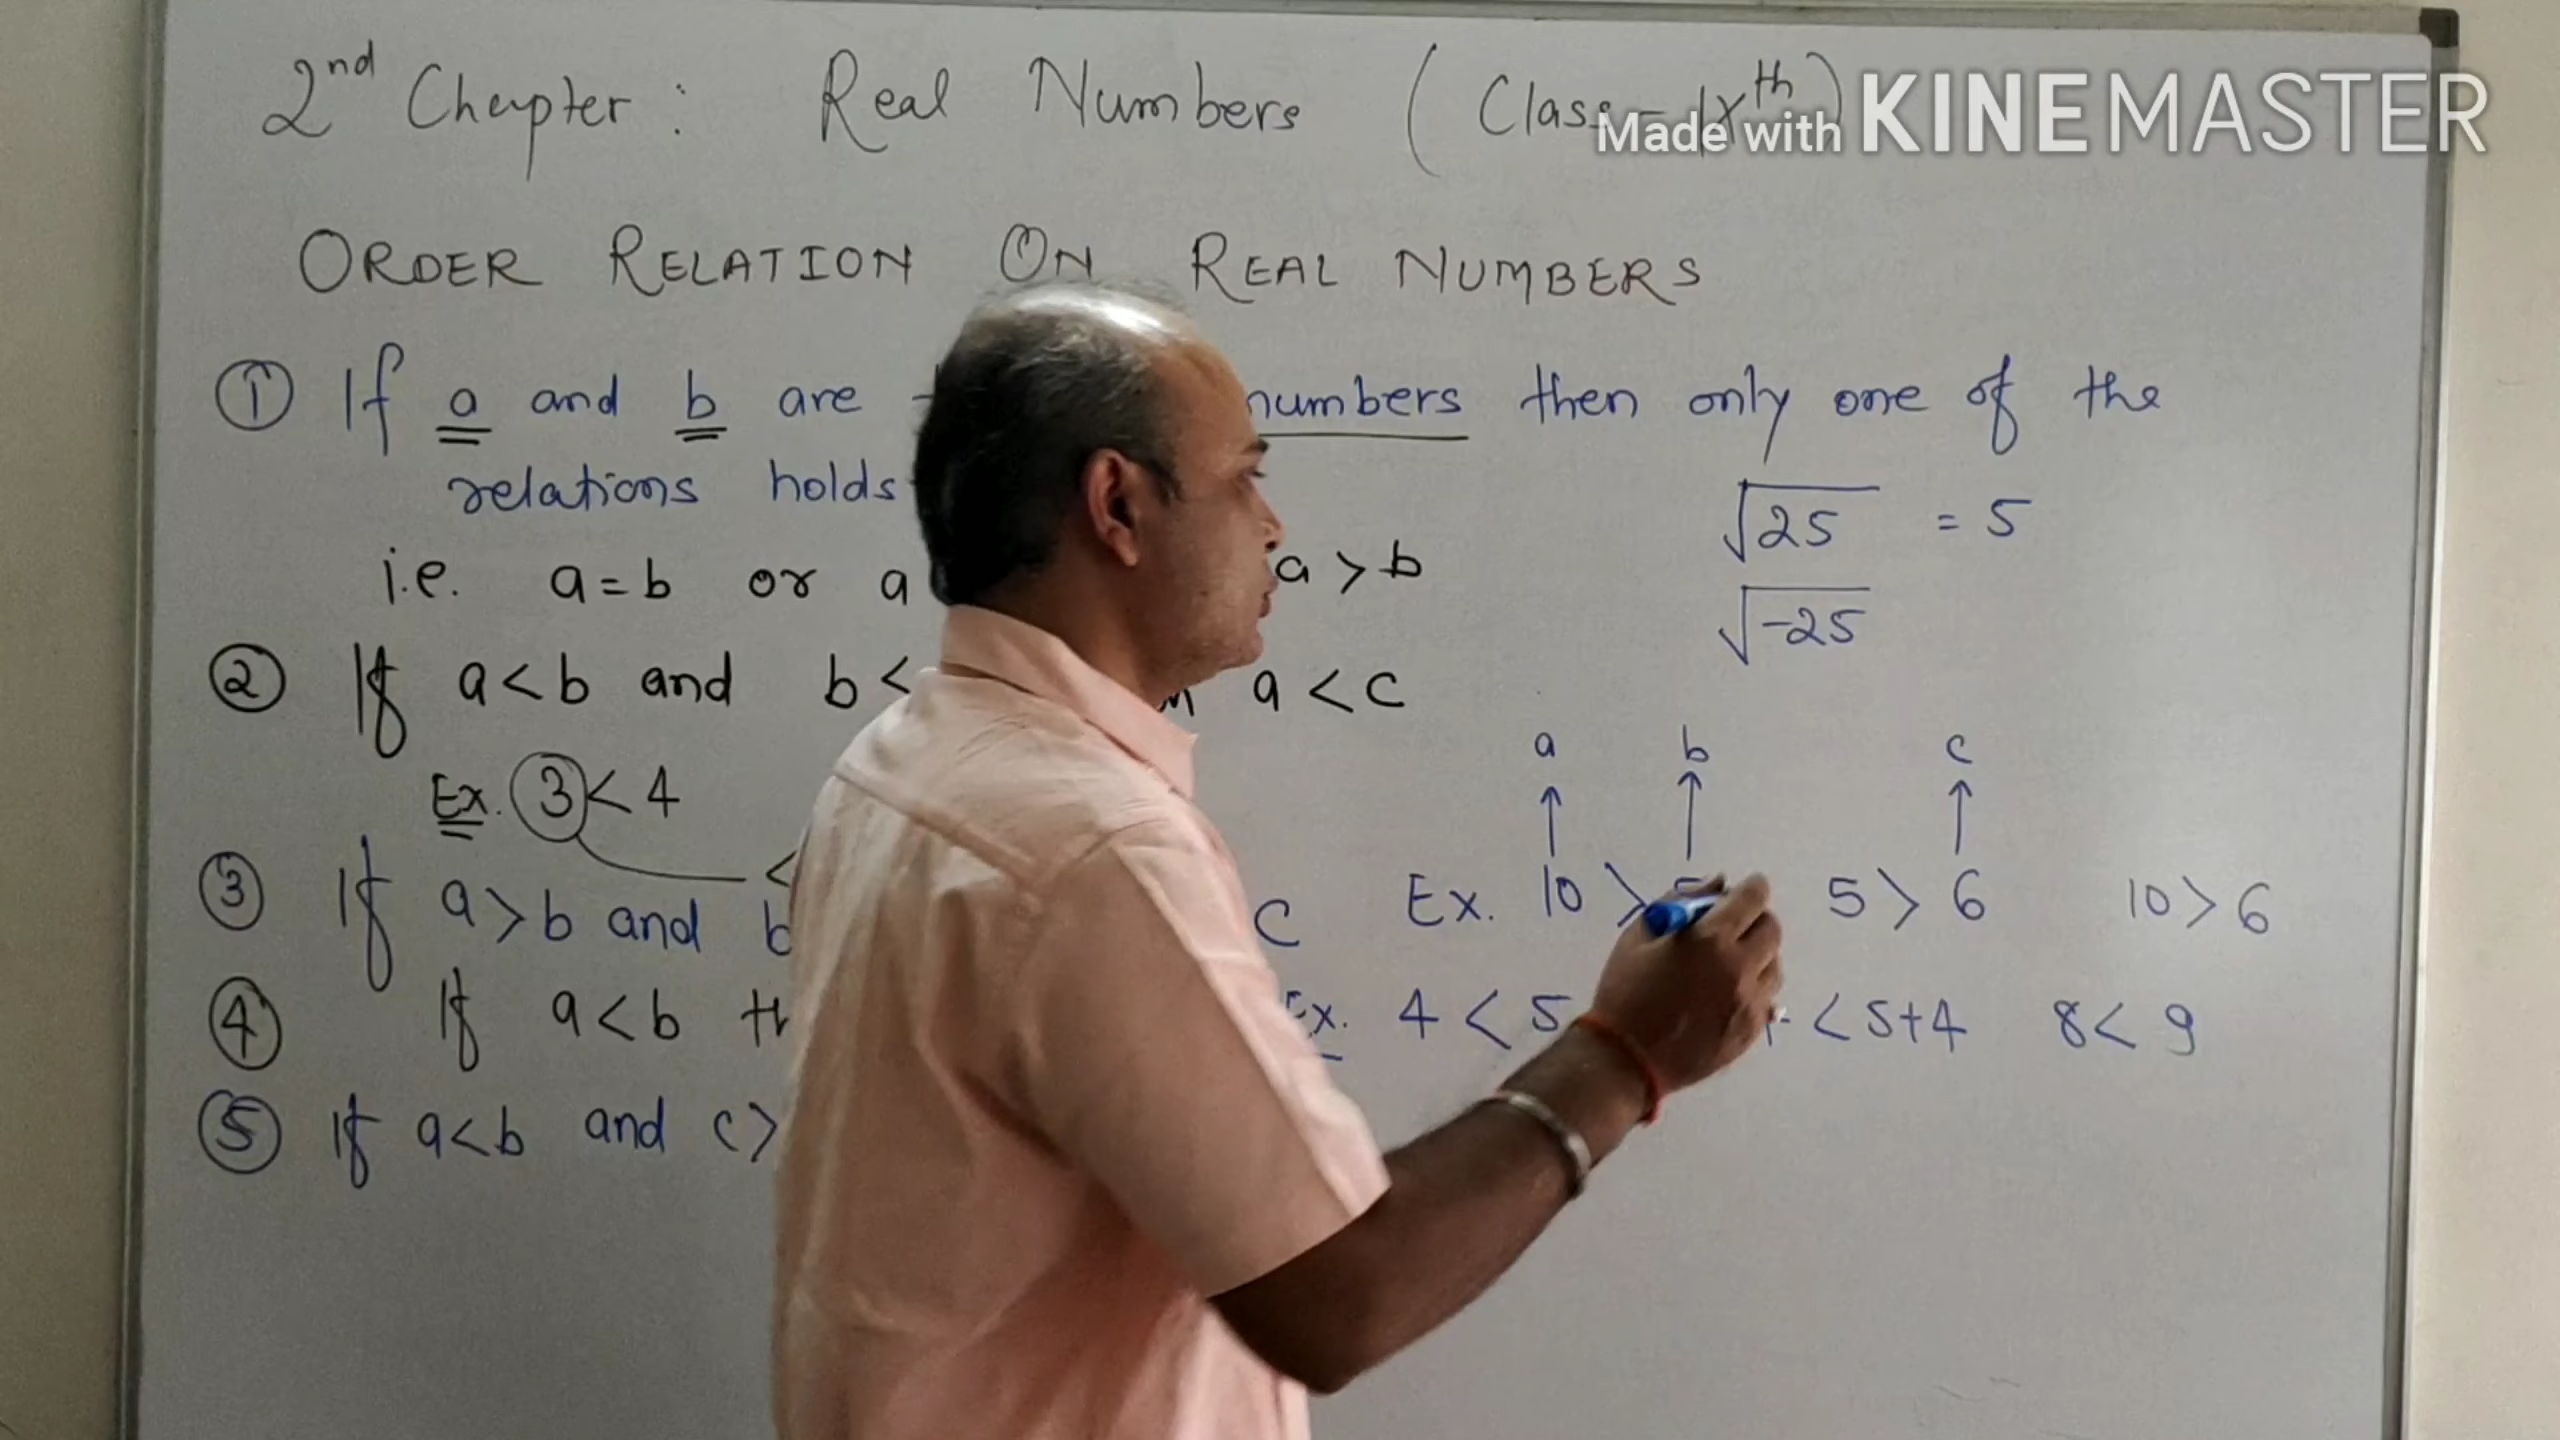 2nd Chapter : Real Numbers ( Class - IXth )
Made with KINEMASTER
ORDER RELATION ON REAL NUMBERS
① If a and b are numbers then only one of the
relations holds
√25 = 5
i.e. a = b or a a > b
√-25
② If a < b and b < a < c
a b c
Ex. 3 < 4
<
③ If a > b and b c Ex. 10 > 5 > 6 10 > 6
④ If a < b Ex. 4 < 5 < 5+4 8 < 9
⑤ If a < b and c >